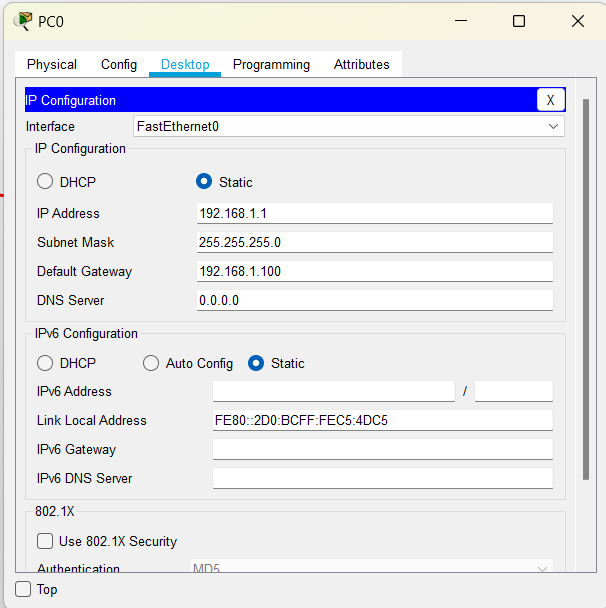 PC0
Physical Config Desktop Programming Attributes
IP Configuration X
Interface FastEthernet0
IP Configuration
DHCP Static
IP Address 192.168.1.1
Subnet Mask 255.255.255.0
Default Gateway 192.168.1.100
DNS Server 0.0.0.0
IPv6 Configuration
DHCP Auto Config Static
IPv6 Address /
Link Local Address FE80::2D0:BCFF:FEC5:4DC5
IPv6 Gateway
IPv6 DNS Server
802.1X
Use 802.1X Security
Authentication MD5
Top